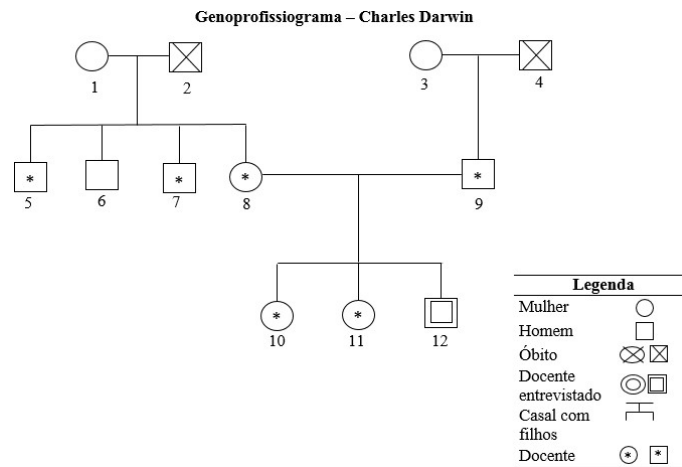 Genoprofissiograma – Charles Darwin
1
2
3
4
*
*
*
*
5
6
7
8
9
*
*
*
10
11
12
Legenda
Mulher
Homem
Óbito
Docente
entrevistado
Casal com
filhos
Docente
*
*